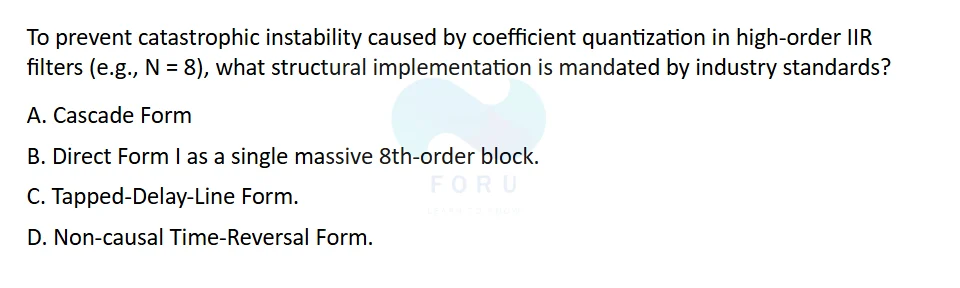 To prevent catastrophic instability caused by coefficient quantization in high-order IIR
filters (e.g., N = 8), what structural implementation is mandated by industry standards?
A. Cascade Form
B. Direct Form I as a single massive 8th-order block.
FORU
C. Tapped-Delay-Line Form.
D. Non-causal Time-Reversal Form.